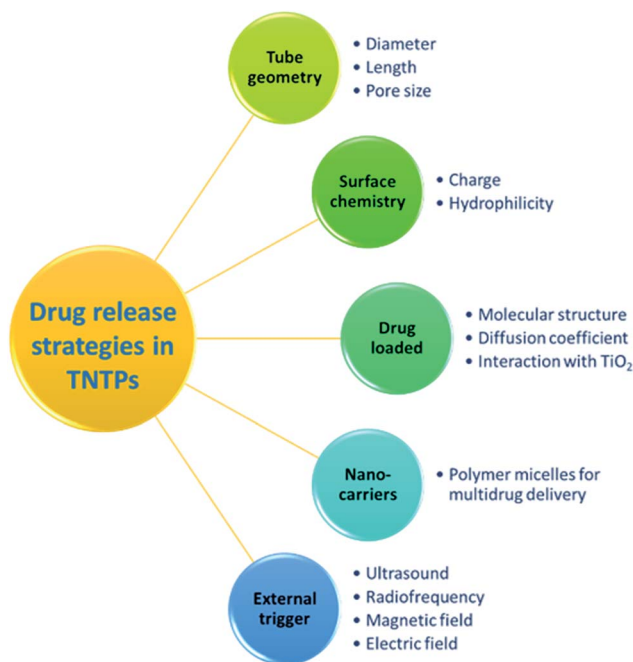 Tube
geometry
• Diameter
• Length
• Pore size
Surface
chemistry
• Charge
• Hydrophilicity
Drug release
strategies in
TNTPs
Drug
loaded
• Molecular structure
• Diffusion coefficient
• Interaction with TiO₂
Nano-
carriers
• Polymer micelles for
multidrug delivery
External
trigger
• Ultrasound
• Radiofrequency
• Magnetic field
• Electric field